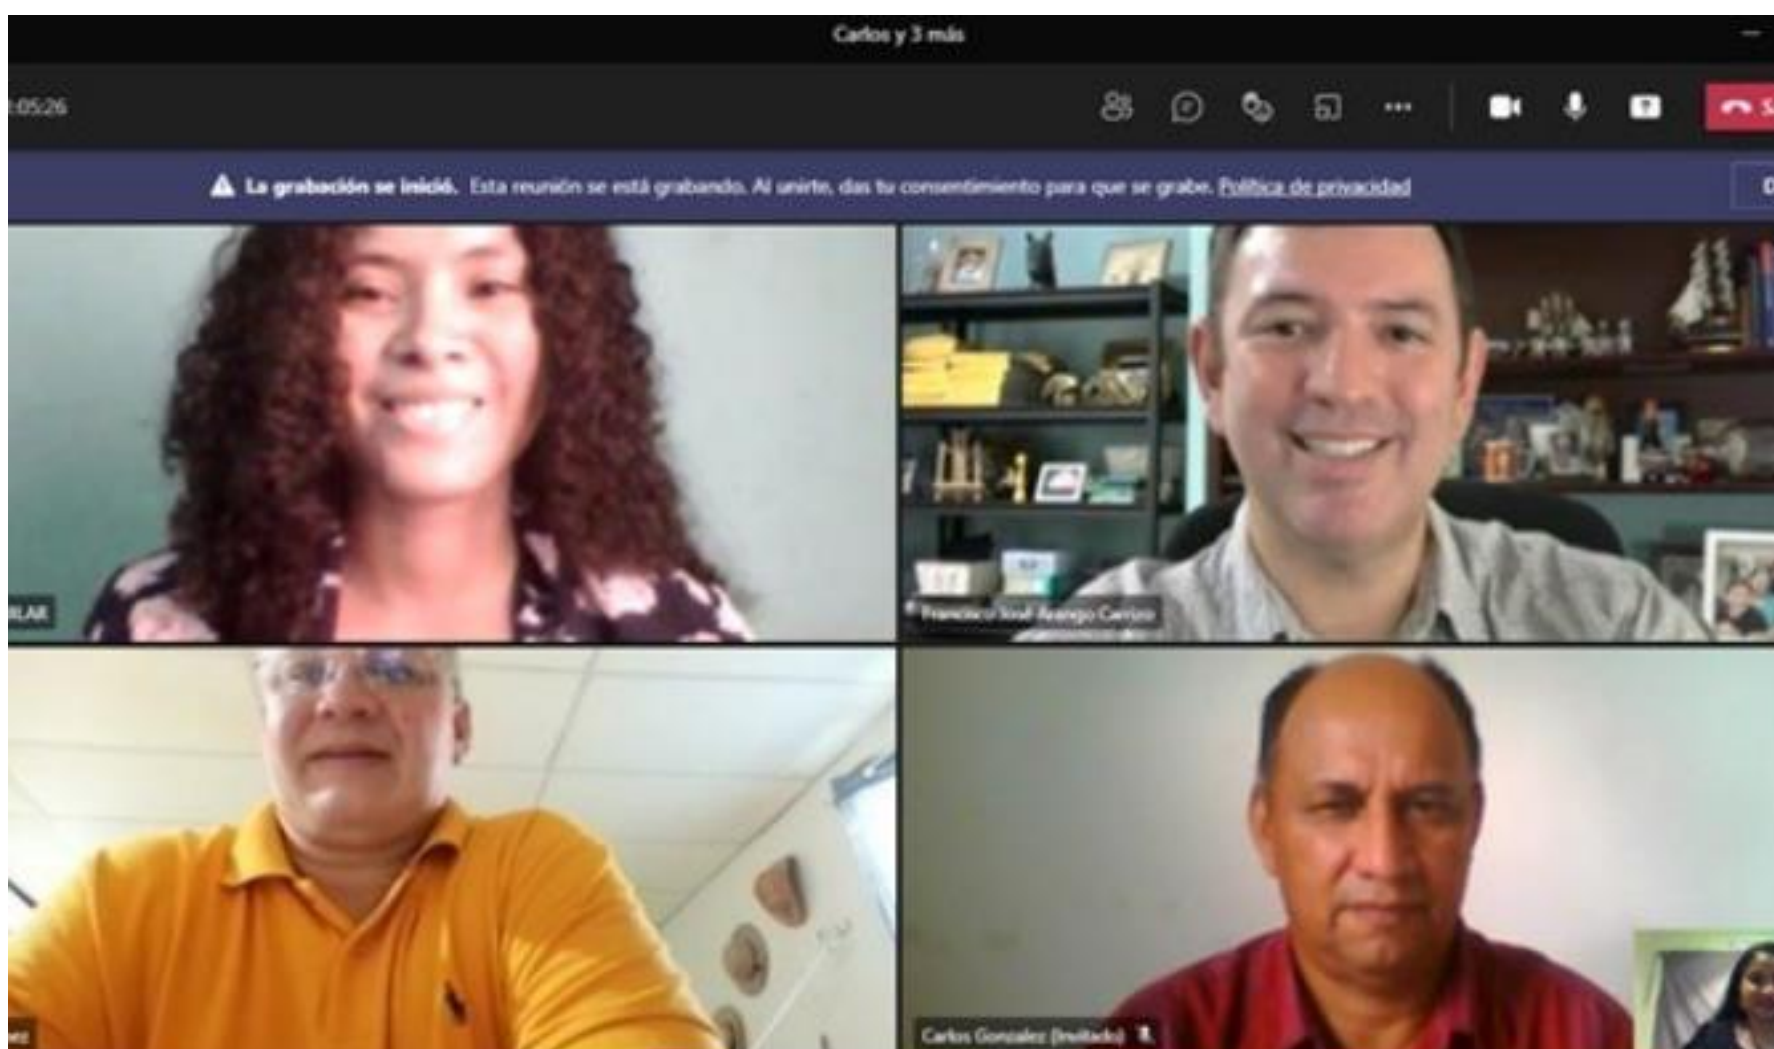 Carlos y 3 más
:05:26
La grabación se inició. Esta reunión se está grabando. Al unirte, das tu consentimiento para que se grabe. Política de privacidad
Francisco José Arango Carrizo
Carlos Gonzalez (Invitado)